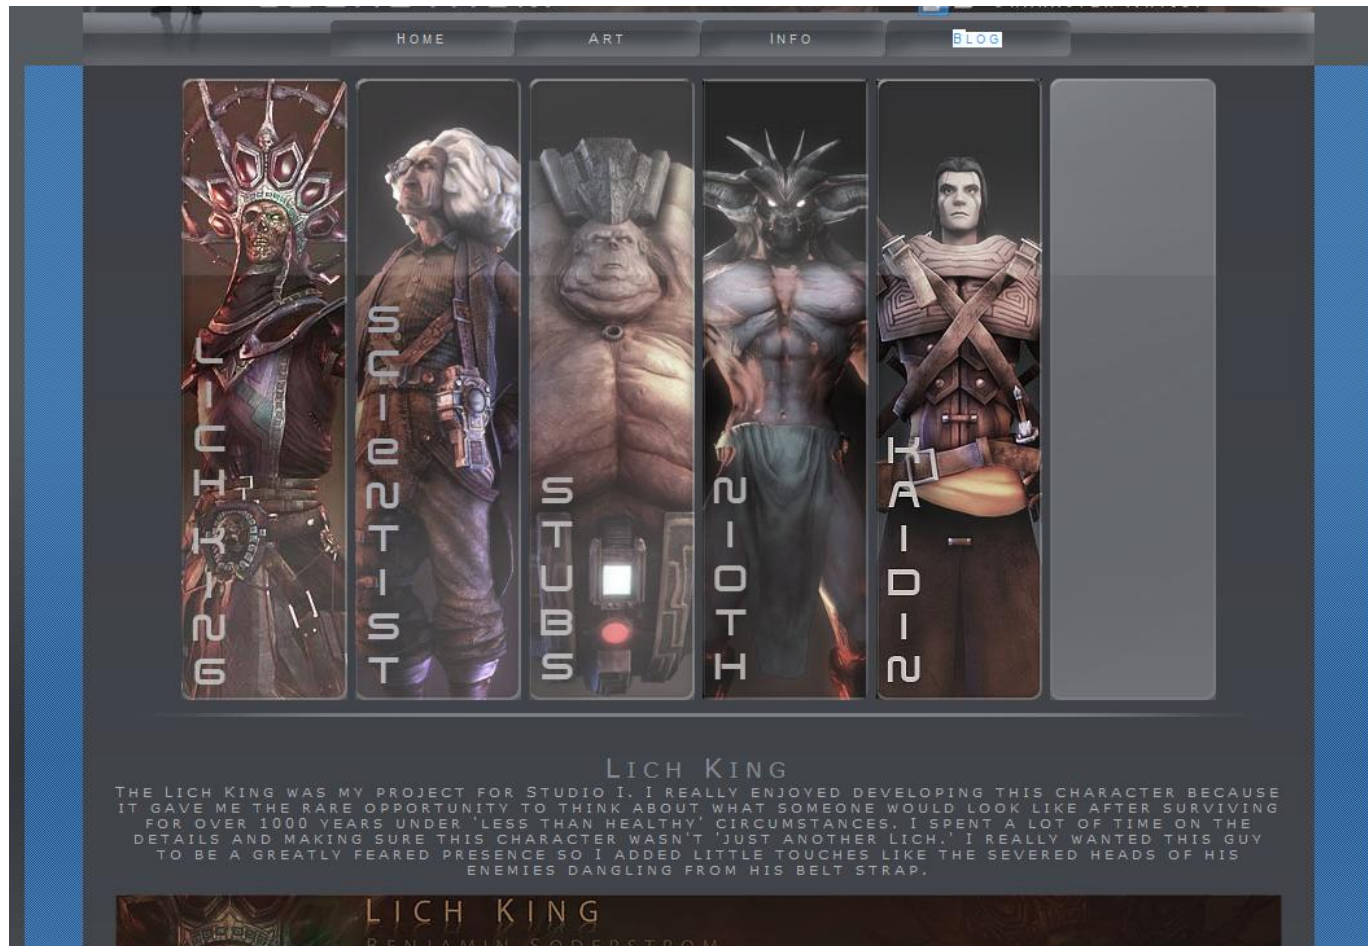 Home Art Info Blog
Lich King
Scientist
Stubs
Nioth
Kaidin
Lich King
The Lich King was my project for Studio I. I really enjoyed developing this character because
it gave me the rare opportunity to think about what someone would look like after surviving
for over 1000 years under 'less than healthy' circumstances. I spent a lot of time on the
details and making sure this character wasn't 'just another Lich.' I really wanted this guy
to be a greatly feared presence so I added little touches like the severed heads of his
enemies dangling from his belt strap.
Lich King
Benjamin Soderstrom